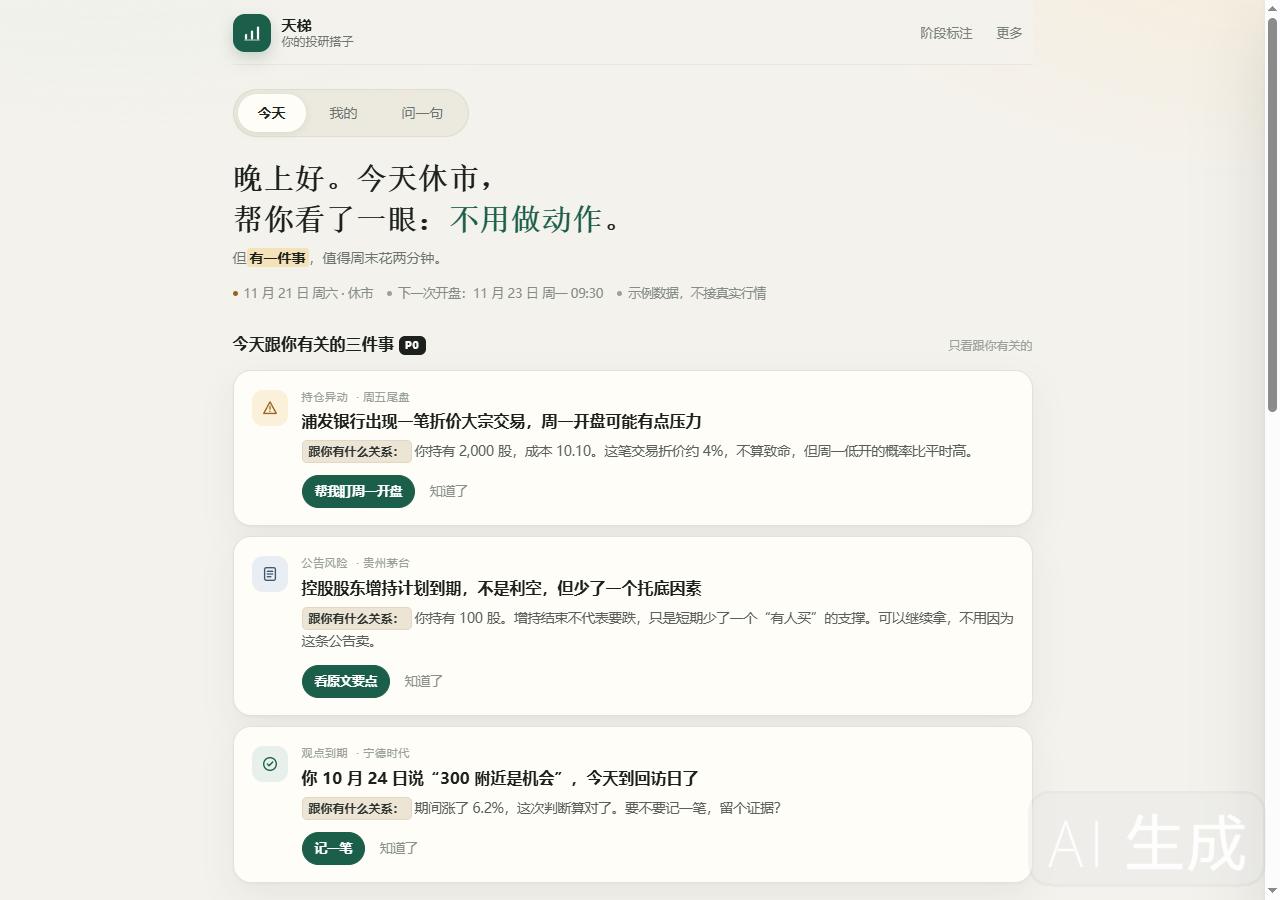 天梯
你的投研搭子
阶段标注
更多
今天
我的
问一句
晚上好。今天休市，
帮你看了一眼：不用做动作。
但有一件事，值得周末花两分钟。
11 月 21 日 周六 · 休市
下一次开盘：11 月 23 日 周一 09:30
示例数据，不接真实行情
今天跟你有关的三件事 P0
只看跟你有关的
持仓异动 · 周五尾盘
浦发银行出现一笔折价大宗交易，周一开盘可能有点压力
跟你有什么关系： 你持有 2,000 股，成本 10.10。这笔交易折价约 4%，不算致命，但周一低开的概率比平时高。
帮我盯周一开盘
知道了
公告风险 · 贵州茅台
控股股东增持计划到期，不是利空，但少了一个托底因素
跟你有什么关系： 你持有 100 股。增持结束不代表要跌，只是短期少了一个“有人买”的支撑。可以继续拿，不用因为
这条公告卖。
看原文要点
知道了
观点到期 · 宁德时代
你 10 月 24 日说“300 附近是机会”，今天到回访日了
跟你有什么关系： 期间涨了 6.2%，这次判断算对了。要不要记一笔，留个证据？
记一笔
知道了
AI 生成